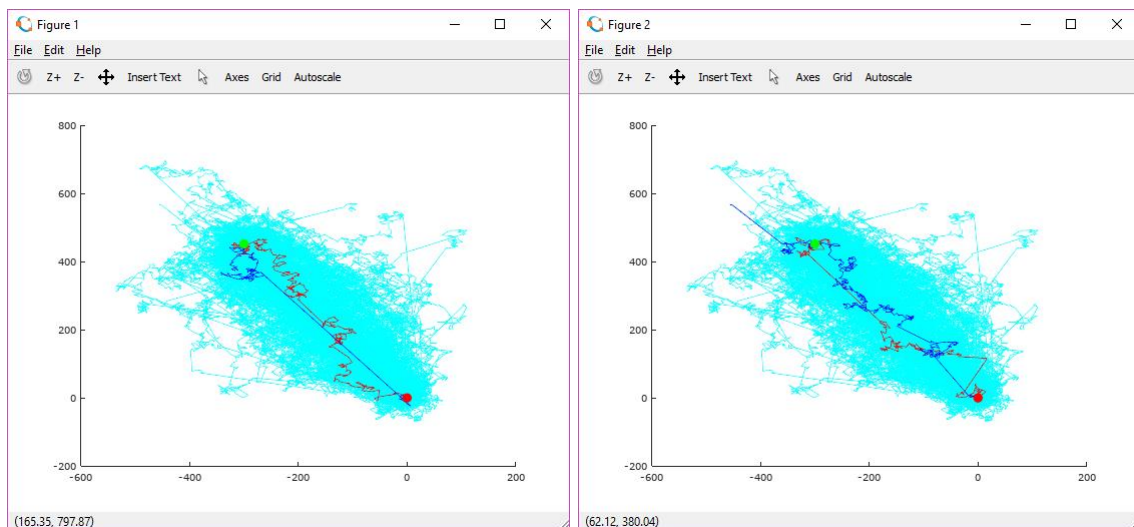 Figure 1
File Edit Help
Z+ Z- Insert Text Axes Grid Autoscale
800
600
400
200
0
-200
-600 -400 -200 0 200
(165.35, 797.87)
Figure 2
File Edit Help
Z+ Z- Insert Text Axes Grid Autoscale
800
600
400
200
0
-200
-600 -400 -200 0 200
(62.12, 380.04)